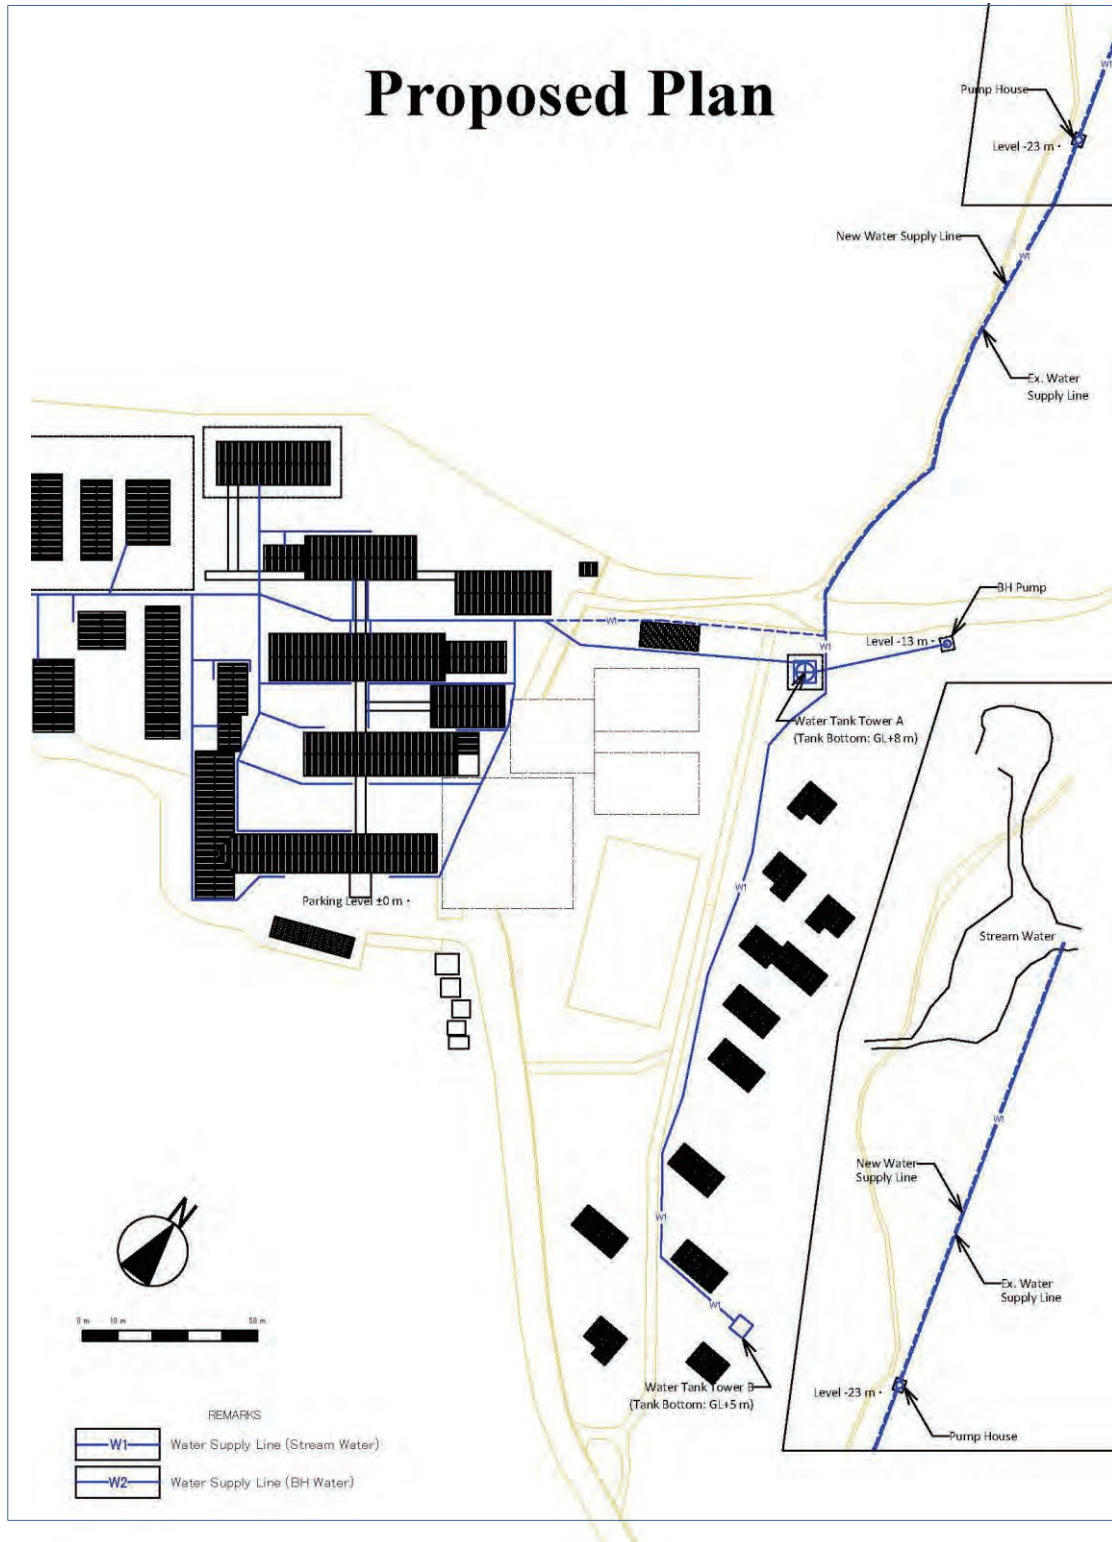 Proposed Plan
W1
Pump House
Level -23 m
New Water Supply Line
W1
Ex. Water
Supply Line
BH Pump
W1
Level -13 m
W1
Water Tank Tower A
(Tank Bottom: GL+8 m)
W1
Parking Level ±0 m
Stream Water
W1
New Water
Supply Line
W1
Ex. Water
Supply Line
W1
Water Tank Tower B
(Tank Bottom: GL+5 m)
Level -23 m
Pump House
N
0 m 10 m 50 m
REMARKS
W1 Water Supply Line (Stream Water)
W2 Water Supply Line (BH Water)